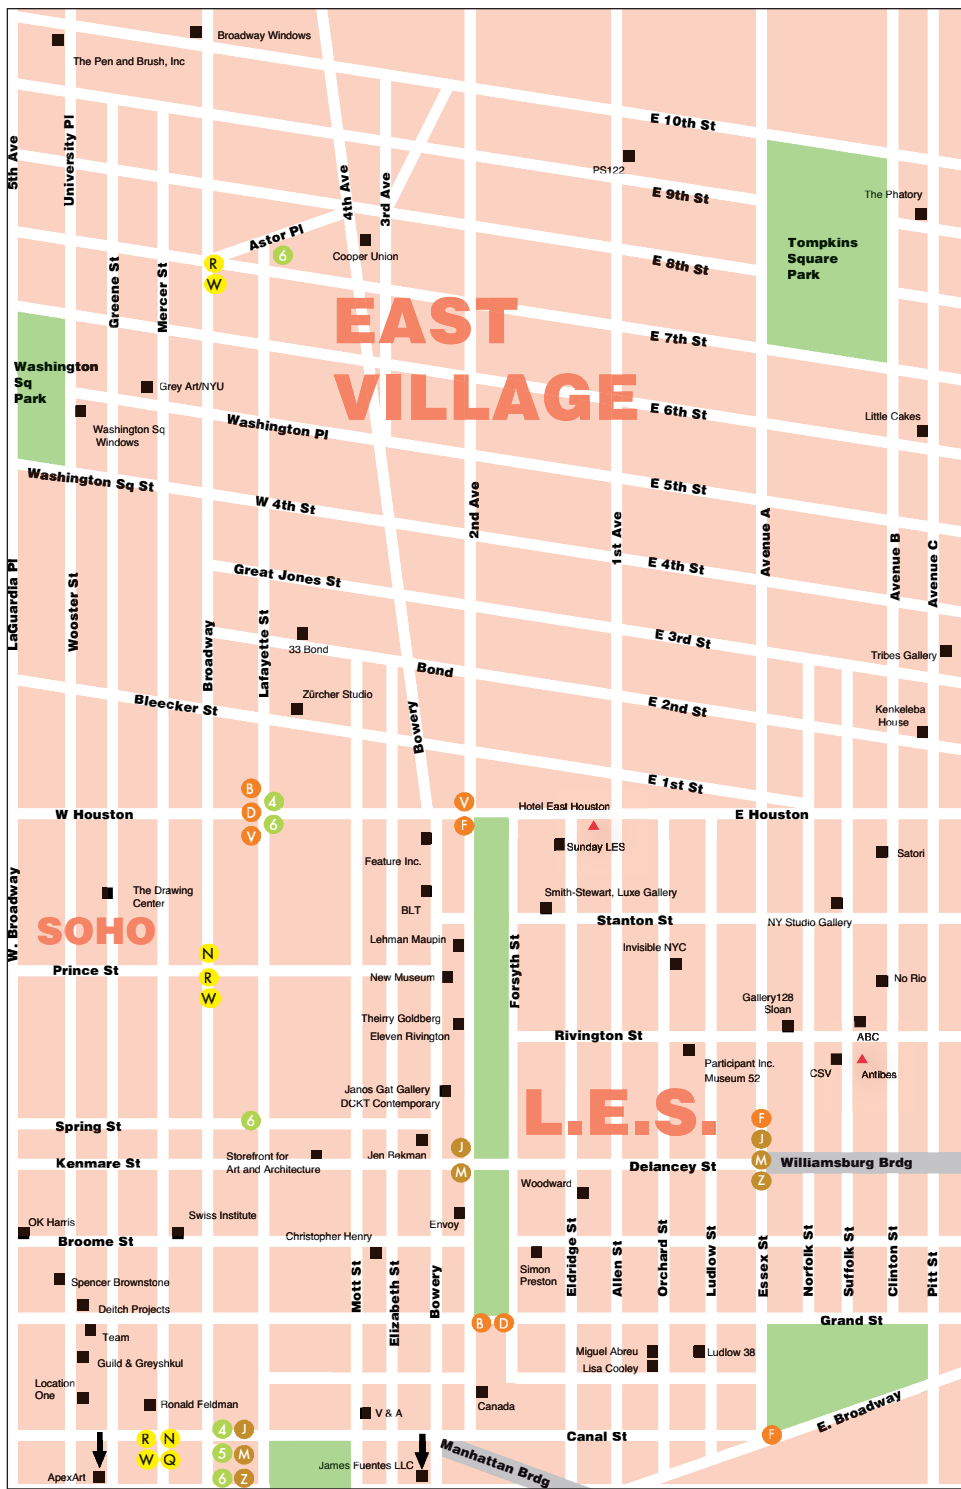 Broadway Windows
The Pen and Brush, Inc
E 10th St
5th Ave
University Pl
4th Ave
3rd Ave
PS122
E 9th St
The Phatory
Astor Pl
6
Cooper Union
R
W
Greene St
Mercer St
E 8th St
Tompkins
Square
Park
EAST
VILLAGE
E 7th St
Washington
Sq
Park
Grey Art/NYU
Washington Sq
Windows
Washington Pl
E 6th St
Little Cakes
Washington Sq St
W 4th St
2nd Ave
E 5th St
1st Ave
Avenue A
Avenue B
Avenue C
LaGuardia Pl
Wooster St
Great Jones St
E 4th St
Broadway
Lafayette St
33 Bond
E 3rd St
Tribes Gallery
Bond
Zürcher Studio
Bleecker St
Bowery
E 2nd St
Kenkeleba
House
E 1st St
B
D
V
4
6
V
F
W Houston
Hotel East Houston
E Houston
Feature Inc.
Sunday LES
Satori
W. Broadway
The Drawing
Center
BLT
Smith-Stewart, Luxe Gallery
SOHO
Stanton St
NY Studio Gallery
Lehman Maupin
Forsyth St
Invisible NYC
N
R
W
Prince St
New Museum
No Rio
Gallery128
Sloan
Theirry Goldberg
Eleven Rivington
Rivington St
ABC
Participant Inc.
Museum 52
CSV
Antibes
Janos Gat Gallery
DCKT Contemporary
L.E.S.
6
Spring St
F
J
M
Z
J
M
Storefront for
Art and Architecture
Jen Bekman
Kenmare St
Delancey St
Williamsburg Brdg
Woodward
OK Harris
Swiss Institute
Envoy
Christopher Henry
Broome St
Mott St
Elizabeth St
Bowery
Simon
Preston
Eldridge St
Allen St
Orchard St
Ludlow St
Essex St
Norfolk St
Suffolk St
Clinton St
Pitt St
Spencer Brownstone
Deitch Projects
B
D
Grand St
Team
Miguel Abreu
Lisa Cooley
Ludlow 38
Guild & Greyshkul
Location
One
Ronald Feldman
V & A
Canada
E. Broadway
R
N
W
Q
4
J
5
M
6
Z
F
Canal St
Manhattan Brdg
ApexArt
James Fuentes LLC